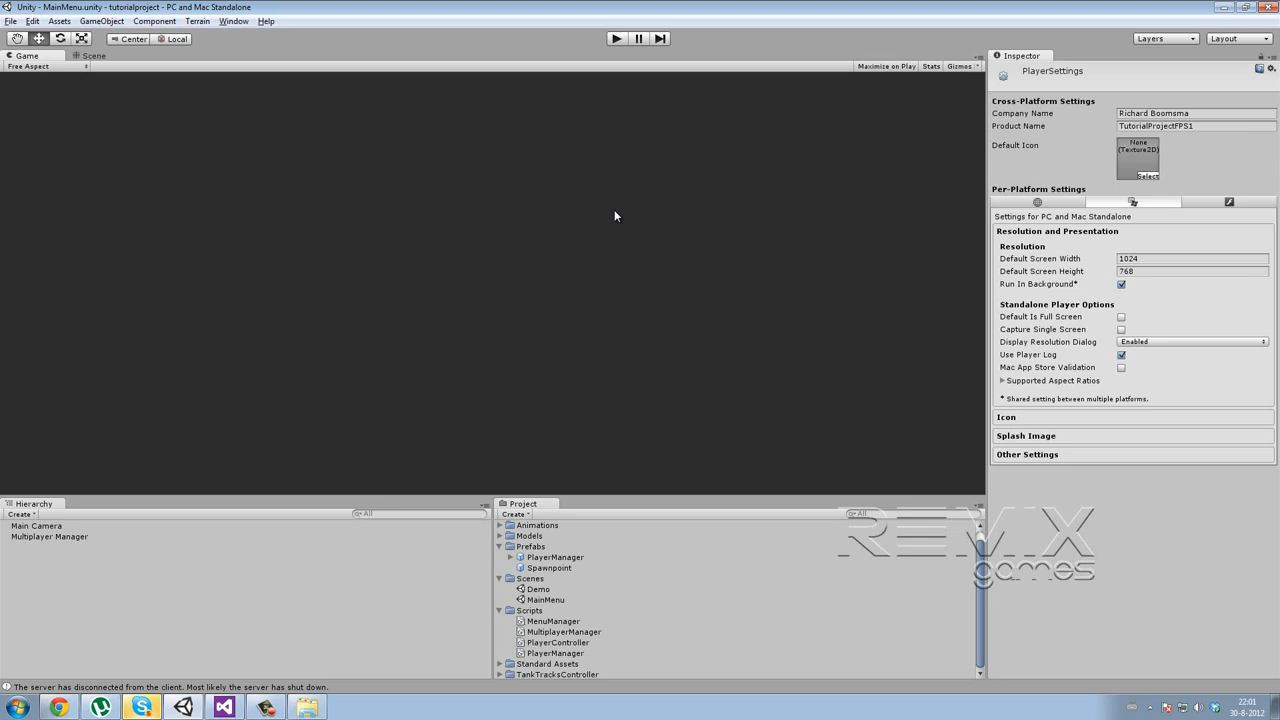 Unity - MainMenu.unity - tutorialproject - PC and Mac Standalone
File Edit Assets GameObject Component Terrain Window Help
Center Local
Layers Layout
Game Scene
Free Aspect
Maximize on Play Stats Gizmos
Inspector
PlayerSettings
Cross-Platform Settings
Company Name Richard Boomsma
Product Name TutorialProjectFPS1
Default Icon
None
(Texture2D)
Select
Per-Platform Settings
Settings for PC and Mac Standalone
Resolution and Presentation
Resolution
Default Screen Width 1024
Default Screen Height 768
Run In Background*
Standalone Player Options
Default Is Full Screen
Capture Single Screen
Display Resolution Dialog Enabled
Use Player Log
Mac App Store Validation
Supported Aspect Ratios
* Shared setting between multiple platforms.
Icon
Splash Image
Other Settings
Hierarchy
Create All
Main Camera
Multiplayer Manager
Project
Create All
Animations
Models
Prefabs
PlayerManager
Spawnpoint
Scenes
Demo
MainMenu
Scripts
MenuManager
MultiplayerManager
PlayerController
PlayerManager
Standard Assets
TankTracksController
REMIX
games
The server has disconnected from the client. Most likely the server has shut down.
22:01
30-8-2012